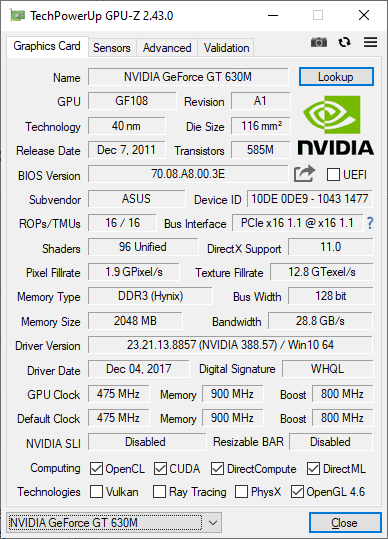 TechPowerUp GPU-Z 2.43.0
Graphics Card Sensors Advanced Validation
Name NVIDIA GeForce GT 630M Lookup
GPU GF108 Revision A1
Technology 40 nm Die Size 116 mm²
Release Date Dec 7, 2011 Transistors 585M
NVIDIA
BIOS Version 70.08.A8.00.3E UEFI
Subvendor ASUS Device ID 10DE 0DE9 - 1043 1477
ROPs/TMUs 16 / 16 Bus Interface PCIe x16 1.1 @ x16 1.1 ?
Shaders 96 Unified DirectX Support 11.0
Pixel Fillrate 1.9 GPixel/s Texture Fillrate 12.8 GTexel/s
Memory Type DDR3 (Hynix) Bus Width 128 bit
Memory Size 2048 MB Bandwidth 28.8 GB/s
Driver Version 23.21.13.8857 (NVIDIA 388.57) / Win10 64
Driver Date Dec 04, 2017 Digital Signature WHQL
GPU Clock 475 MHz Memory 900 MHz Boost 800 MHz
Default Clock 475 MHz Memory 900 MHz Boost 800 MHz
NVIDIA SLI Disabled Resizable BAR Disabled
Computing OpenCL CUDA DirectCompute DirectML
Technologies Vulkan Ray Tracing PhysX OpenGL 4.6
NVIDIA GeForce GT 630M Close